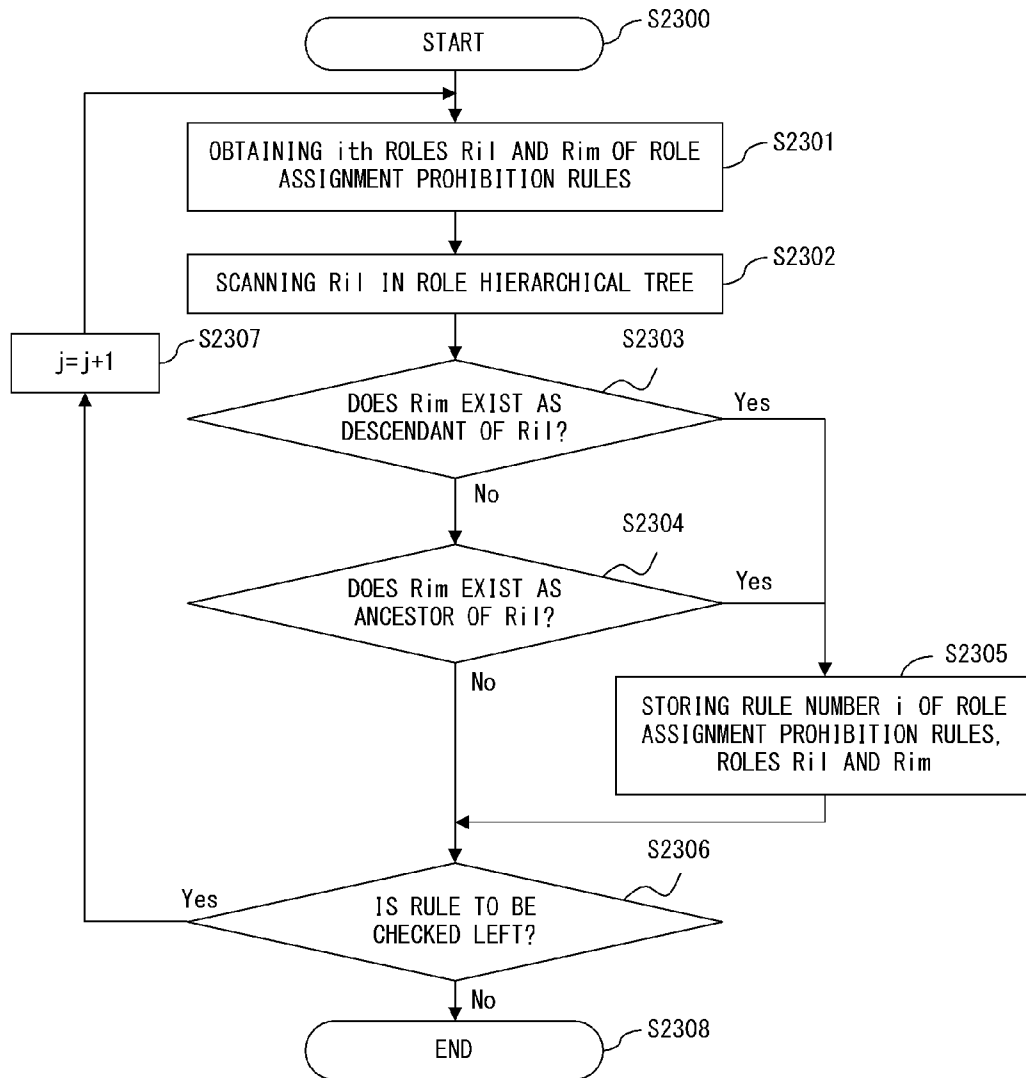 START
S2300
OBTAINING ith ROLES Ril AND Rim OF ROLE
ASSIGNMENT PROHIBITION RULES
S2301
SCANNING Ril IN ROLE HIERARCHICAL TREE
S2302
j=j+1
S2307
S2303
DOES Rim EXIST AS
DESCENDANT OF Ril?
Yes
No
S2304
DOES Rim EXIST AS
ANCESTOR OF Ril?
Yes
No
S2305
STORING RULE NUMBER i OF ROLE
ASSIGNMENT PROHIBITION RULES,
ROLES Ril AND Rim
S2306
Yes
IS RULE TO BE
CHECKED LEFT?
No
END
S2308